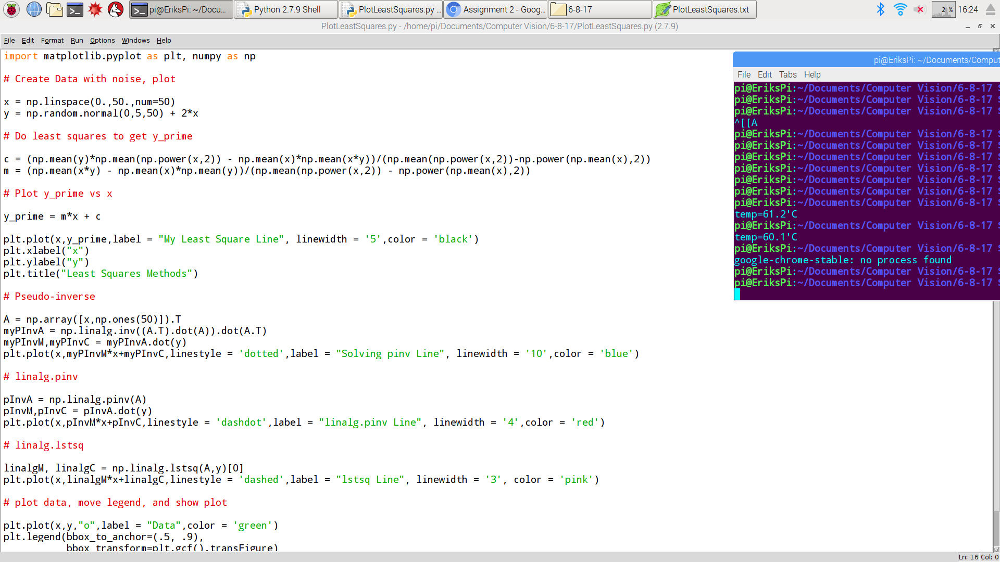 pi@EriksPi: ~/Docu...
Python 2.7.9 Shell
PlotLeastSquares.py ...
Assignment 2 - Goog...
6-8-17
PlotLeastSquares.txt
2 %
16:24
PlotLeastSquares.py - /home/pi/Documents/Computer Vision/6-8-17/PlotLeastSquares.py (2.7.9)
File Edit Format Run Options Windows Help
import matplotlib.pyplot as plt, numpy as np
# Create Data with noise, plot
x = np.linspace(0.,50.,num=50)
y = np.random.normal(0,5,50) + 2*x
# Do least squares to get y_prime
c = (np.mean(y)*np.mean(np.power(x,2)) - np.mean(x)*np.mean(x*y))/(np.mean(np.power(x,2))-np.power(np.mean(x),2))
m = (np.mean(x*y) - np.mean(x)*np.mean(y))/(np.mean(np.power(x,2)) - np.power(np.mean(x),2))
# Plot y_prime vs x
y_prime = m*x + c
plt.plot(x,y_prime,label = "My Least Square Line", linewidth = '5',color = 'black')
plt.xlabel("x")
plt.ylabel("y")
plt.title("Least Squares Methods")
# Pseudo-inverse
A = np.array([x,np.ones(50)]).T
myPInvA = np.linalg.inv((A.T).dot(A)).dot(A.T)
myPInvM,myPInvC = myPInvA.dot(y)
plt.plot(x,myPInvM*x+myPInvC,linestyle = 'dotted',label = "Solving pinv Line", linewidth = '10',color = 'blue')
# linalg.pinv
pInvA = np.linalg.pinv(A)
pInvM,pInvC = pInvA.dot(y)
plt.plot(x,pInvM*x+pInvC,linestyle = 'dashdot',label = "linalg.pinv Line", linewidth = '4',color = 'red')
# linalg.lstsq
linalgM, linalgC = np.linalg.lstsq(A,y)[0]
plt.plot(x,linalgM*x+linalgC,linestyle = 'dashed',label = "lstsq Line", linewidth = '3', color = 'pink')
# plot data, move legend, and show plot
plt.plot(x,y,"o",label = "Data",color = 'green')
plt.legend(bbox_to_anchor=(.5, .9),
bbox_transform=plt.gcf().transFigure)
pi@EriksPi: ~/Documents/Comput
File Edit Tabs Help
pi@EriksPi:~/Documents/Computer Vision/6-8-17 $
pi@EriksPi:~/Documents/Computer Vision/6-8-17 $
pi@EriksPi:~/Documents/Computer Vision/6-8-17 $
^[[A
pi@EriksPi:~/Documents/Computer Vision/6-8-17 $
pi@EriksPi:~/Documents/Computer Vision/6-8-17 $
pi@EriksPi:~/Documents/Computer Vision/6-8-17 $
pi@EriksPi:~/Documents/Computer Vision/6-8-17 $
pi@EriksPi:~/Documents/Computer Vision/6-8-17 $
pi@EriksPi:~/Documents/Computer Vision/6-8-17 $
pi@EriksPi:~/Documents/Computer Vision/6-8-17 $
temp=61.2'C
pi@EriksPi:~/Documents/Computer Vision/6-8-17 $
temp=60.1'C
pi@EriksPi:~/Documents/Computer Vision/6-8-17 $
google-chrome-stable: no process found
pi@EriksPi:~/Documents/Computer Vision/6-8-17 $
pi@EriksPi:~/Documents/Computer Vision/6-8-17 $
Ln: 16 Col: 0